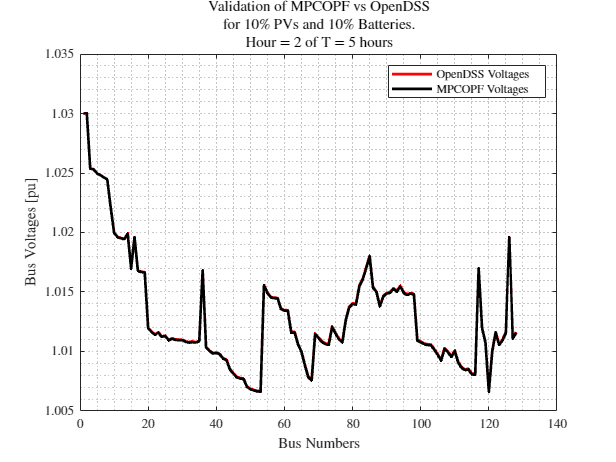 Validation of MPCOPF vs OpenDSS
for 10% PVs and 10% Batteries.
Hour = 2 of T = 5 hours
OpenDSS Voltages
MPCOPF Voltages
Bus Voltages [pu]
1.035
1.03
1.025
1.02
1.015
1.01
1.005
0 20 40 60 80 100 120 140
Bus Numbers